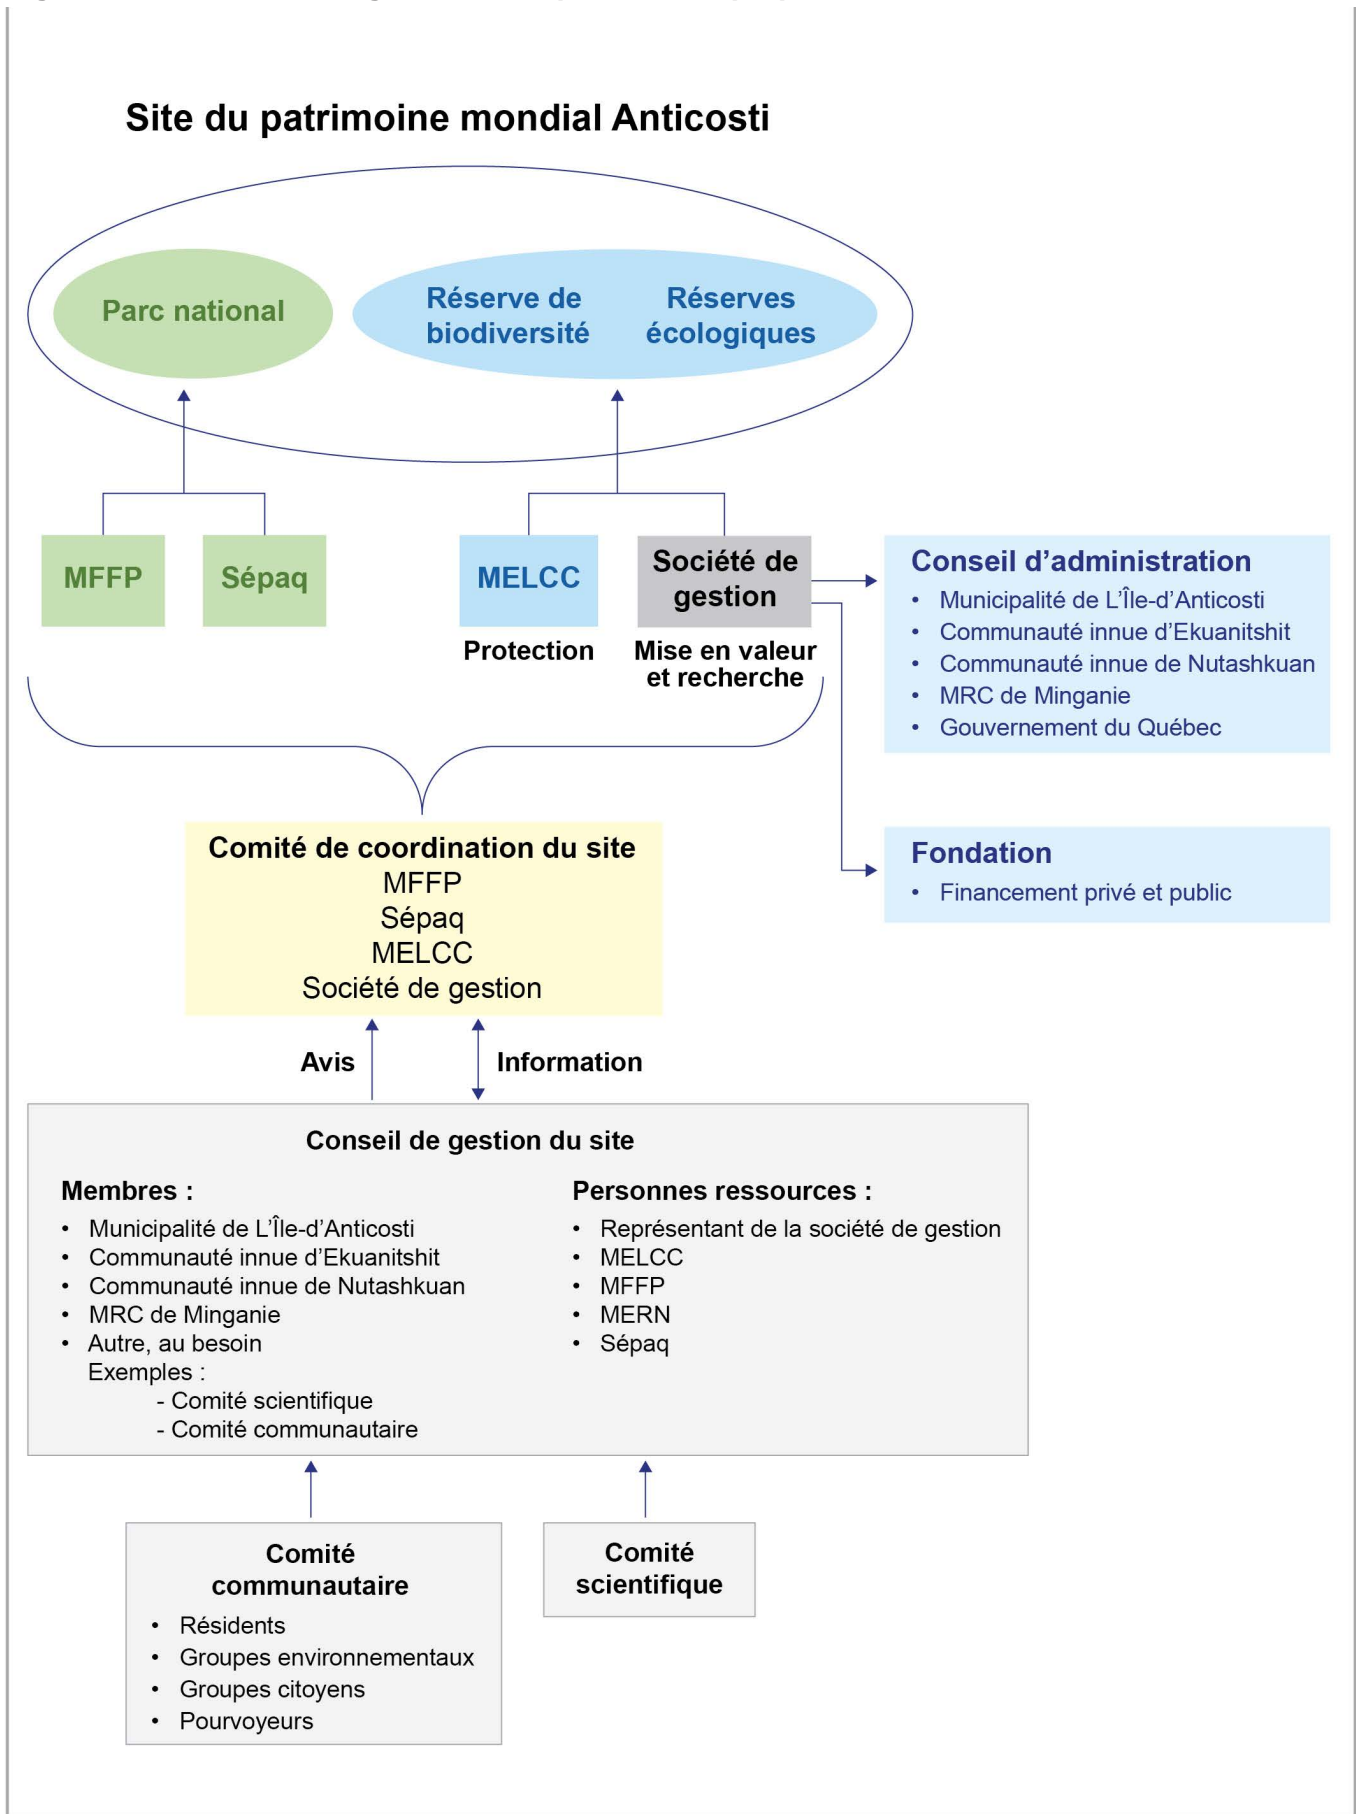 Site du patrimoine mondial Anticosti
Parc national
Réserve de
biodiversité
Réserves
écologiques
MFFP
Sépaq
MELCC
Protection
Société de
gestion
Mise en valeur
et recherche
Conseil d’administration
• Municipalité de L’Île-d’Anticosti
• Communauté innue d’Ekuanitshit
• Communauté innue de Nutashkuan
• MRC de Minganie
• Gouvernement du Québec
Fondation
• Financement privé et public
Comité de coordination du site
MFFP
Sépaq
MELCC
Société de gestion
Avis
Information
Conseil de gestion du site
Membres :
• Municipalité de L’Île-d’Anticosti
• Communauté innue d’Ekuanitshit
• Communauté innue de Nutashkuan
• MRC de Minganie
• Autre, au besoin
Exemples :
- Comité scientifique
- Comité communautaire
Personnes ressources :
• Représentant de la société de gestion
• MELCC
• MFFP
• MERN
• Sépaq
Comité
communautaire
• Résidents
• Groupes environnementaux
• Groupes citoyens
• Pourvoyeurs
Comité
scientifique